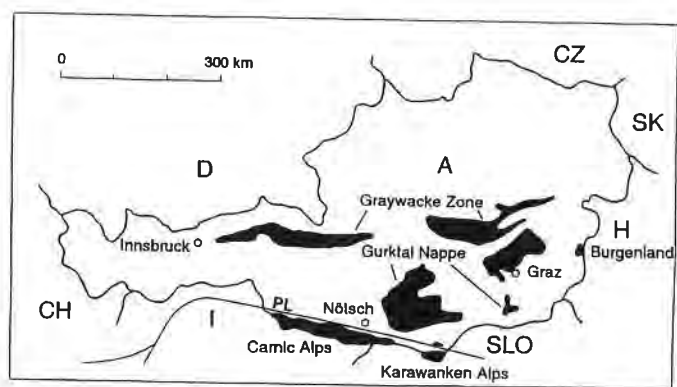 0
300 km
CZ
SK
D
A
Graywacke Zone
H
Innsbruck
Gurktal Nappe
Burgenland
Graz
CH
I
PL
Nötsch
SLO
Carnic Alps
Karawanken Alps